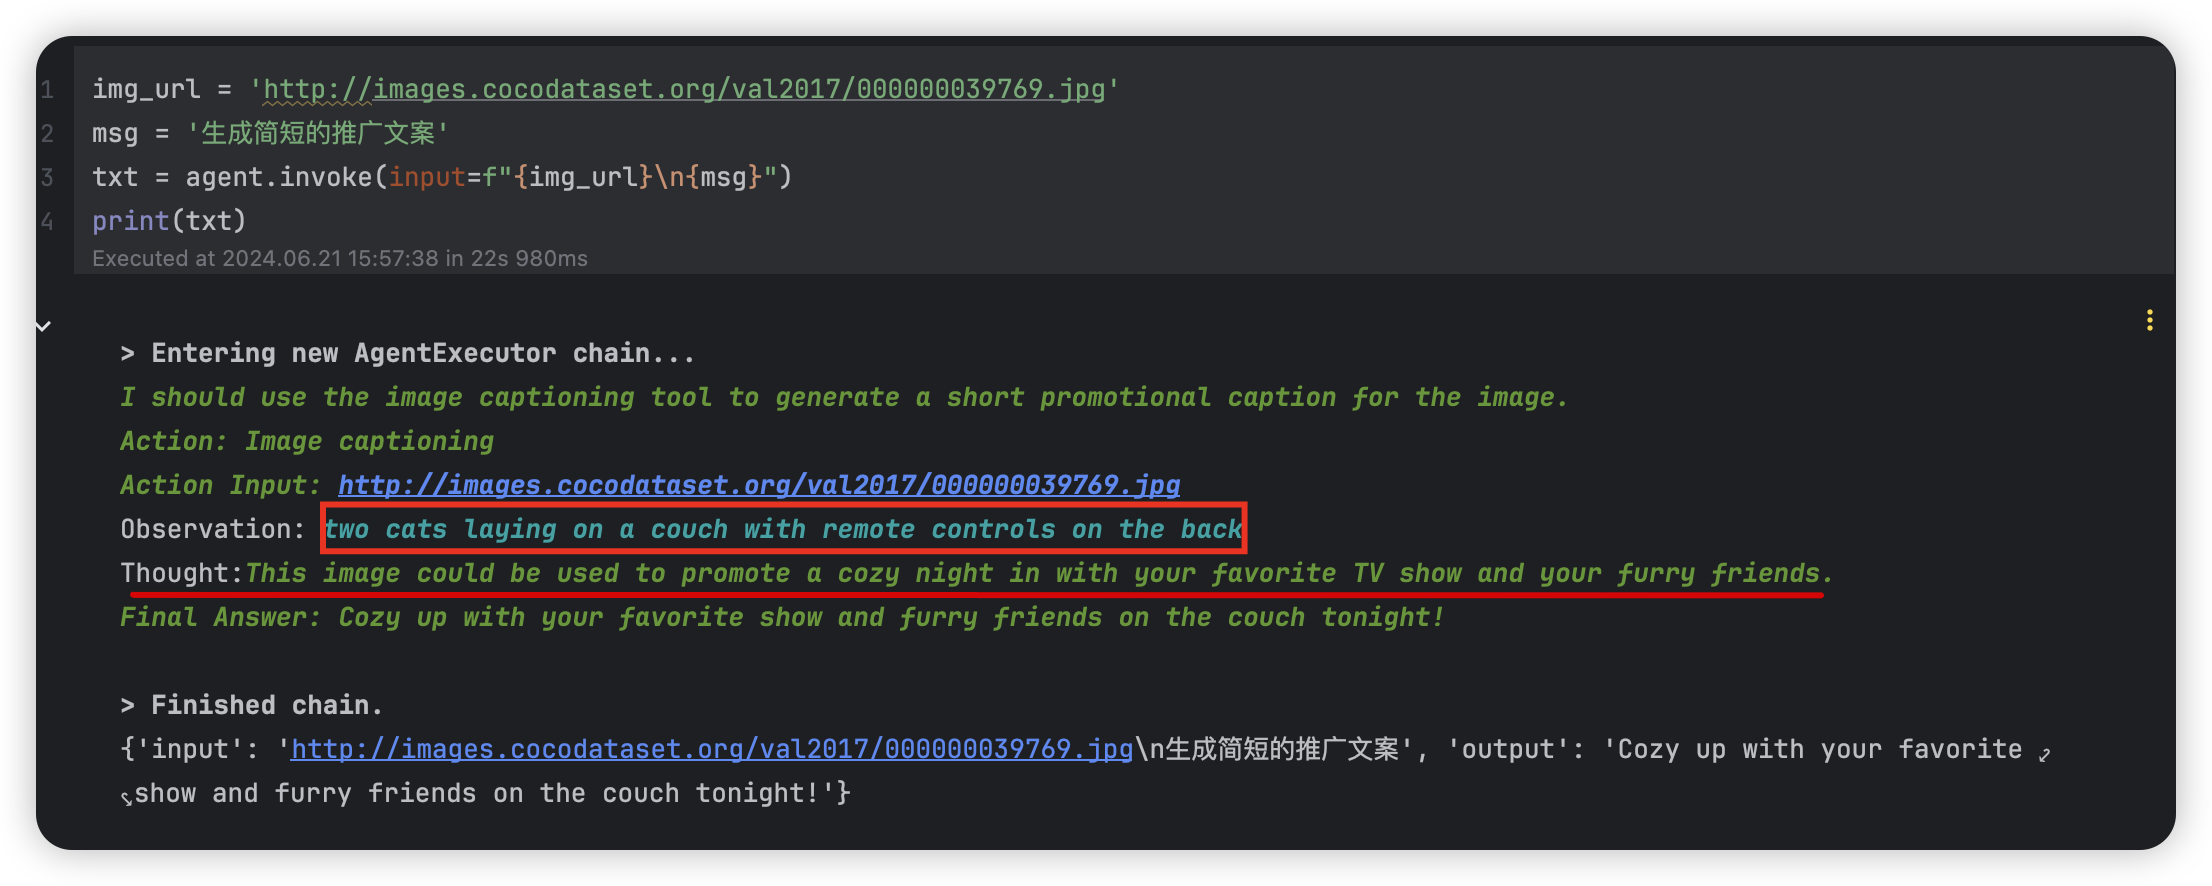 1 img_url = 'http://images.cocodataset.org/val2017/000000039769.jpg'
2 msg = '生成简短的推广文案'
3 txt = agent.invoke(input=f"{img_url}\n{msg}")
4 print(txt)
Executed at 2024.06.21 15:57:38 in 22s 980ms
> Entering new AgentExecutor chain...
I should use the image captioning tool to generate a short promotional caption for the image.
Action: Image captioning
Action Input: http://images.cocodataset.org/val2017/000000039769.jpg
Observation: two cats laying on a couch with remote controls on the back
Thought:This image could be used to promote a cozy night in with your favorite TV show and your furry friends.
Final Answer: Cozy up with your favorite show and furry friends on the couch tonight!
> Finished chain.
{'input': 'http://images.cocodataset.org/val2017/000000039769.jpg\n生成简短的推广文案', 'output': 'Cozy up with your favorite
show and furry friends on the couch tonight!'}